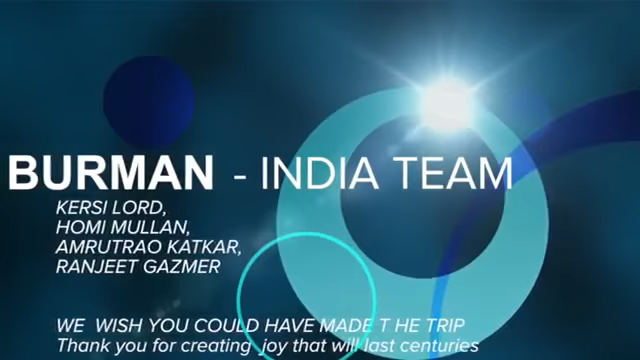 BURMAN - INDIA TEAM
KERSI LORD,
HOMI MULLAN,
AMRUTRAO KATKAR,
RANJEET GAZMER
WE WISH YOU COULD HAVE MADE T HE TRIP
Thank you for creating joy that will last centuries